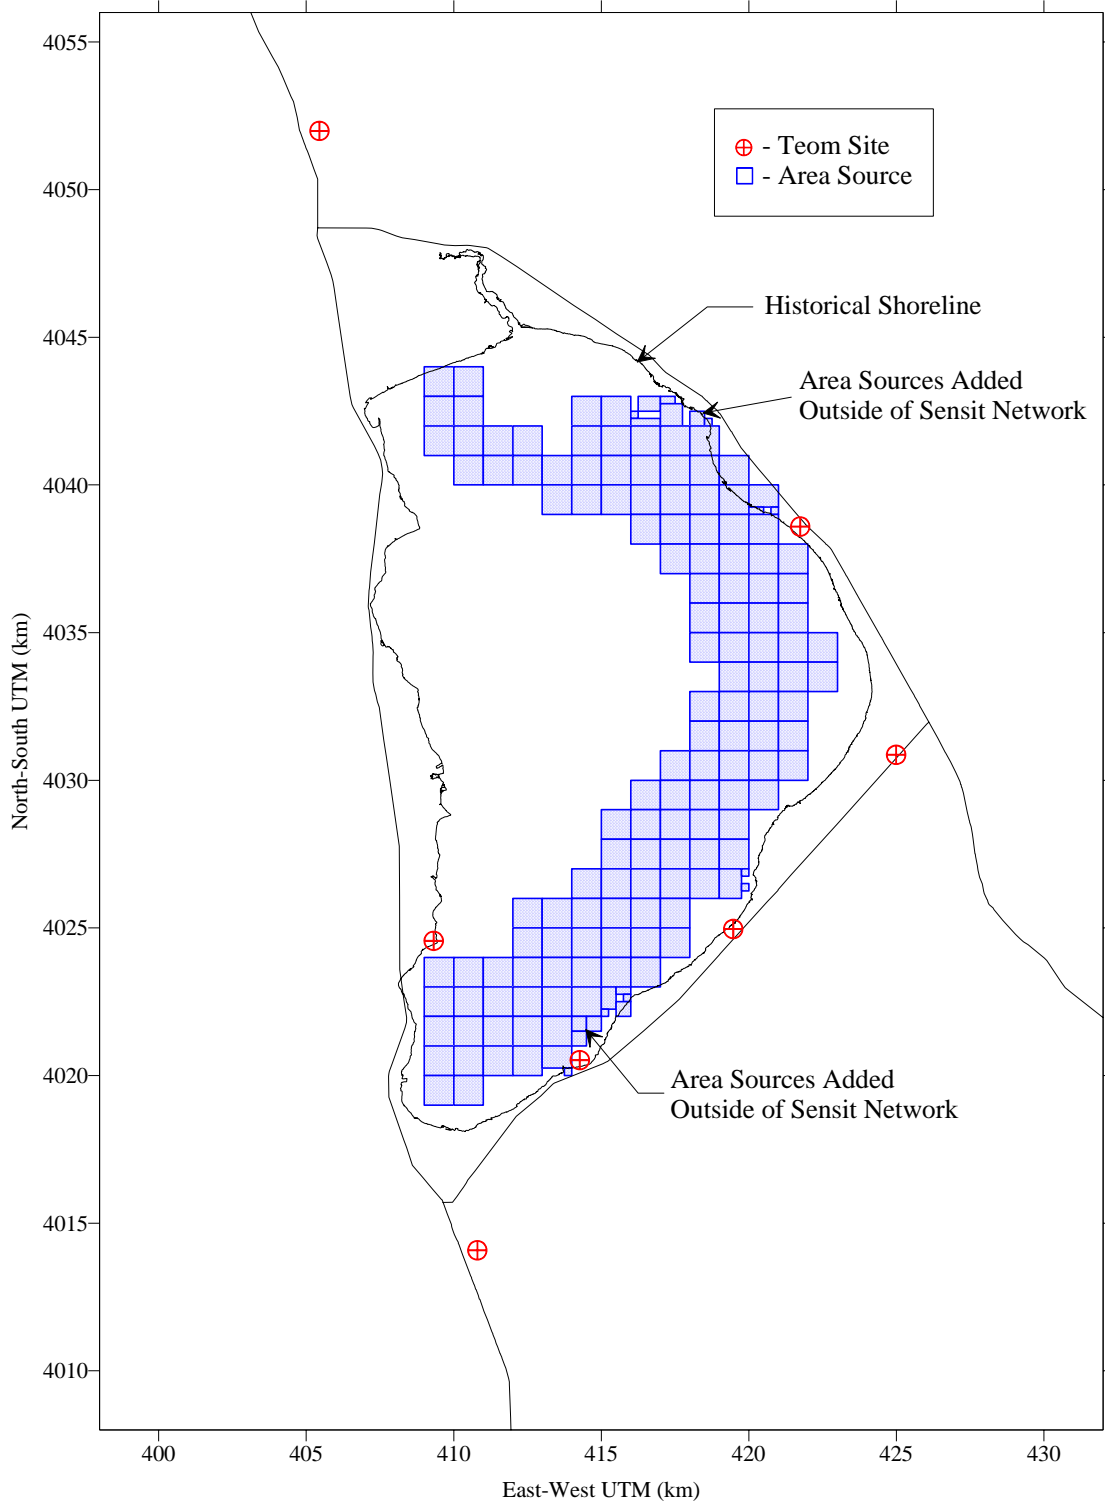 4055
4050
4045
4040
4035
4030
4025
4020
4015
4010
North-South UTM (km)
- Teom Site
- Area Source
Historical Shoreline
Area Sources Added
Outside of Sensit Network
Area Sources Added
Outside of Sensit Network
400
405
410
415
420
425
430
East-West UTM (km)